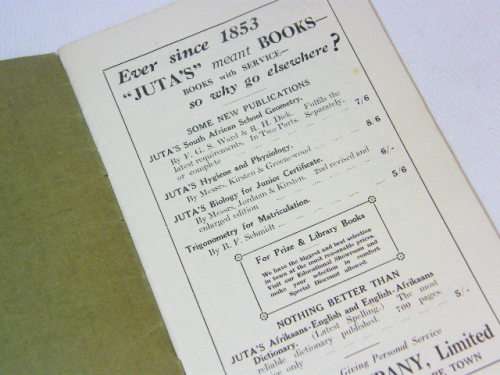 Ever since 1853
"JUTA'S" meant BOOKS—
BOOKS with SERVICE—
so why go elsewhere?
SOME NEW PUBLICATIONS
JUTA'S South African School Geometry.
By F. G. S. Ward & R. H. Dick. Fulfils the
latest requirements. In Two Parts. Separately,
or complete 7/6
JUTA'S Hygiene and Physiology.
By Messrs. Kirsten & Groenewoud 8/6
JUTA'S Biology for Junior Certificate.
By Messrs. Jordaan & Kirsten. 2nd revised and
enlarged edition 6/-
Trigonometry for Matriculation.
By B. F. Schmidt 5/6
For Prize & Library Books
We have the biggest and best selection
in town at the most reasonable prices.
Visit our Educational Showroom and
make your selection in comfort
Special Discount allowed.
NOTHING BETTER THAN
JUTA'S Afrikaans-English and English-Afrikaans
Dictionary. (Latest Spelling.) The most
reliable dictionary published. 700 pages.
only 5/-
Giving Personal Service
Limited
TOWN